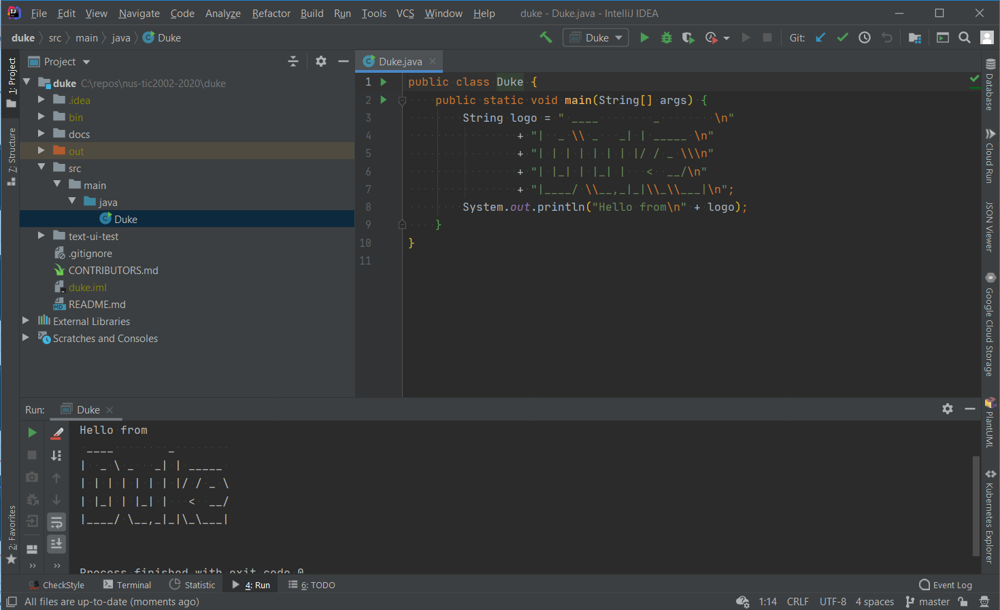 File Edit View Navigate Code Analyze Refactor Build Run Tools VCS Window Help duke - Duke.java - IntelliJ IDEA
duke src main java Duke Duke Git:
1: Project
Z: Structure
2: Favorites
Project
duke C:\repos\nus-tic2002-2020\duke
.idea
bin
docs
out
src
main
java
Duke
text-ui-test
.gitignore
CONTRIBUTORS.md
duke.iml
README.md
External Libraries
Scratches and Consoles
Duke.java
1 public class Duke {
2     public static void main(String[] args) {
3         String logo = " ____        _        \n"
4                 + "|  _ \\ _   _| | _____ \n"
5                 + "| | | | | | | |/ / _ \\\n"
6                 + "| |_| | |_| |   <  __/\n"
7                 + "|____/ \\__,_|_|\\_\\___|\n";
8         System.out.println("Hello from\n" + logo);
9     }
10 }
11
Database
Cloud Run
JSON Viewer
Google Cloud Storage
PlantUML
Kubernetes Explorer
Run: Duke
Hello from
 ____        _        
|  _ \ _   _| | _____ 
| | | | | | | |/ / _ \
| |_| | |_| |   <  __/
|____/ \__,_|_|\_\___|
Process finished with exit code 0
CheckStyle Terminal Statistic 4: Run 6: TODO Event Log
All files are up-to-date (moments ago) 1:14 CRLF UTF-8 4 spaces master